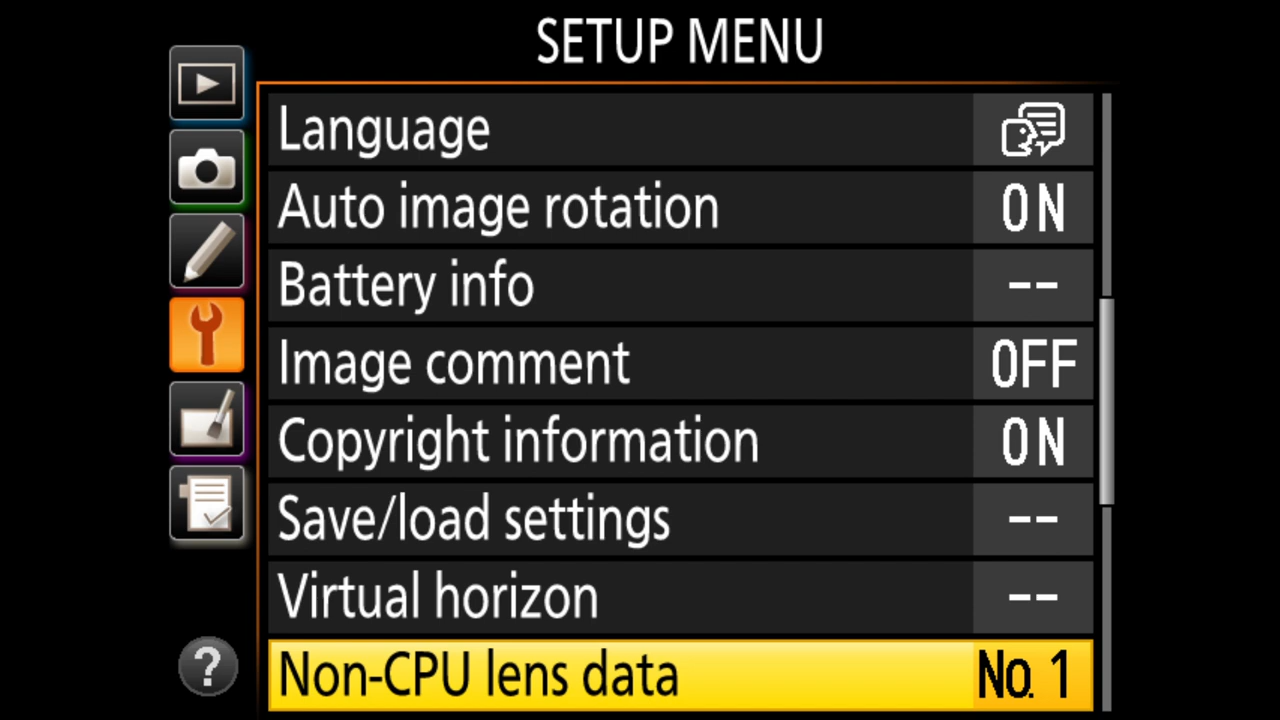 SETUP MENU
Language
Auto image rotation ON
Battery info --
Image comment OFF
Copyright information ON
Save/load settings --
Virtual horizon --
Non-CPU lens data No. 1
?